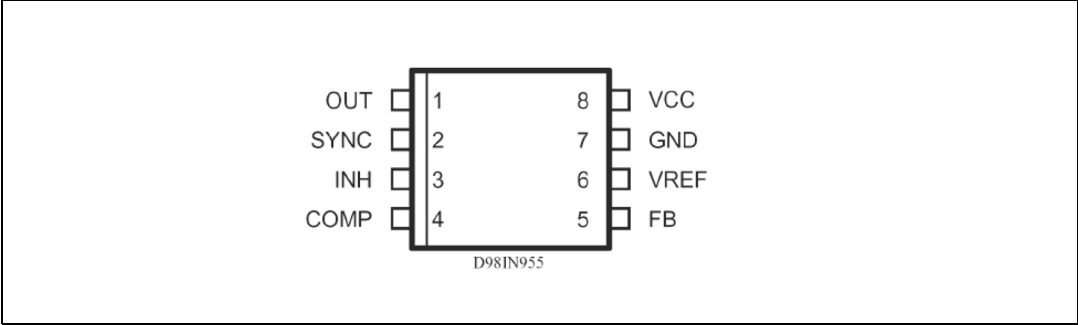 OUT 1 8 VCC
SYNC 2 7 GND
INH 3 6 VREF
COMP 4 5 FB
D98IN955